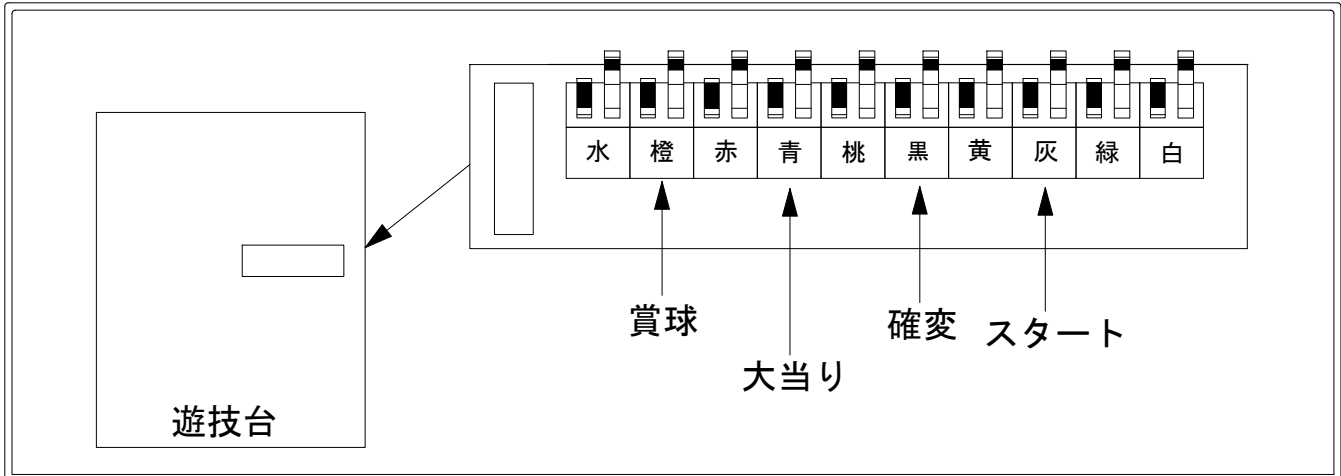 水 橙 赤 青 桃 黒 黄 灰 緑 白
賞球
大当り
確変
スタート
遊技台